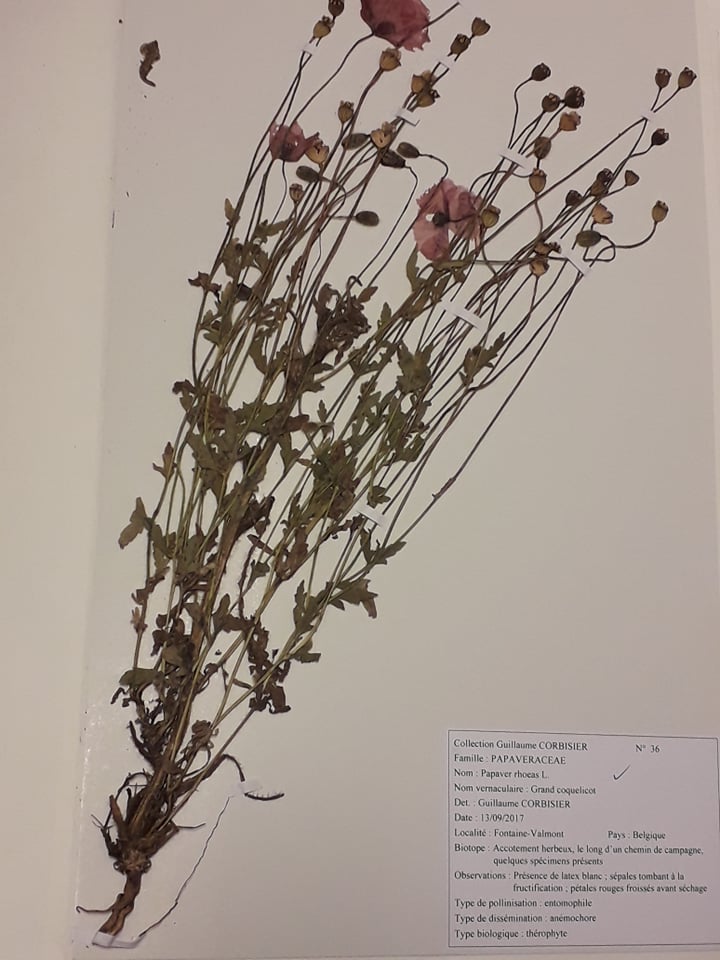 Collection Guillaume CORBISIER N° 36
Famille : PAPAVERACEAE
Nom : Papaver rhoeas L.
Nom vernaculaire : Grand coquelicot
Det. : Guillaume CORBISIER
Date : 13/09/2017
Localité : Fontaine-Valmont Pays : Belgique
Biotope : Accotement herbeux, le long d'un chemin de campagne,
quelques spécimens présents
Observations : Présence de latex blanc ; sépales tombant à la
fructification ; pétales rouges froissés avant séchage
Type de pollinisation : entomophile
Type de dissémination : anémochore
Type biologique : thérophyte